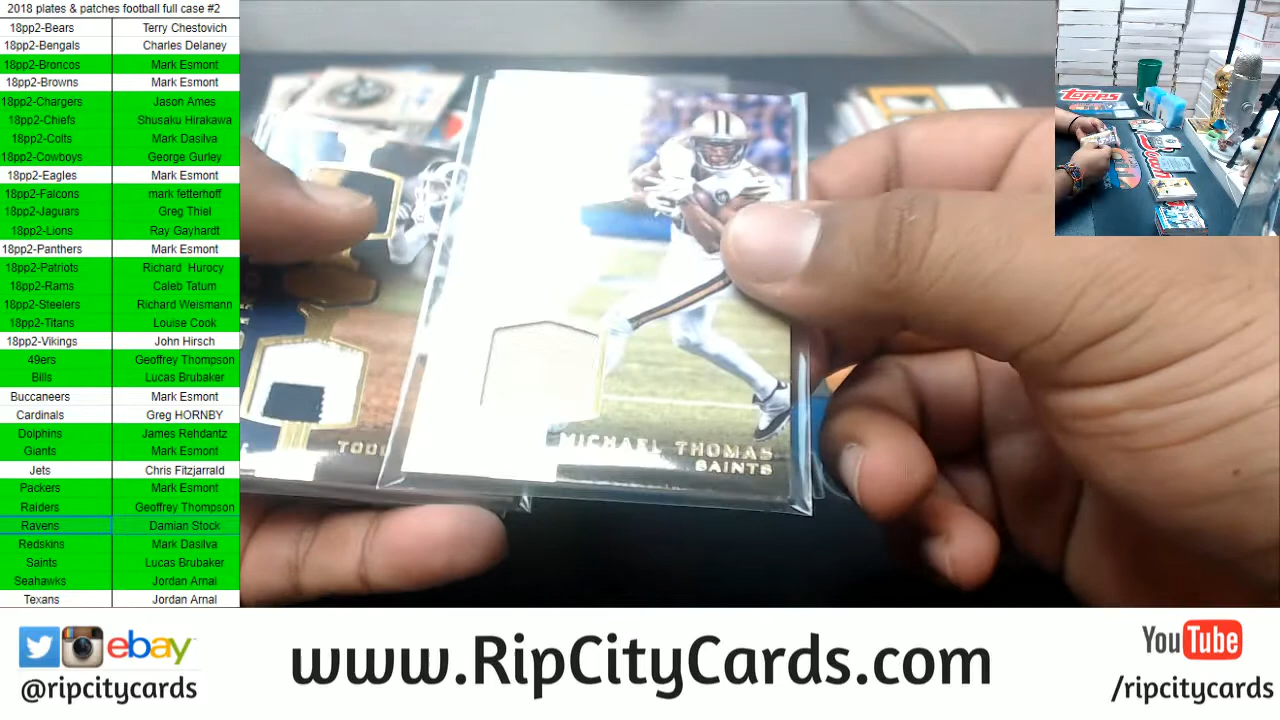 2018 plates & patches football full case #2
18pp2-Bears Terry Chestovich
18pp2-Bengals Charles Delaney
18pp2-Broncos Mark Esmont
18pp2-Browns Mark Esmont
18pp2-Chargers Jason Ames
18pp2-Chiefs Shusaku Hirakawa
18pp2-Colts Mark Dasilva
18pp2-Cowboys George Gurley
18pp2-Eagles Mark Esmont
18pp2-Falcons mark fetterhoff
18pp2-Jaguars Greg Thiel
18pp2-Lions Ray Gayhardt
18pp2-Panthers Mark Esmont
18pp2-Patriots Richard Hurocy
18pp2-Rams Caleb Tatum
18pp2-Steelers Richard Weismann
18pp2-Titans Louise Cook
18pp2-Vikings John Hirsch
49ers Geoffrey Thompson
Bills Lucas Brubaker
Buccaneers Mark Esmont
Cardinals Greg HORNBY
Dolphins James Rehdantz
Giants Mark Esmont
Jets Chris Fitzjarrald
Packers Mark Esmont
Raiders Geoffrey Thompson
Ravens Damian Stock
Redskins Mark Dasilva
Saints Lucas Brubaker
Seahawks Jordan Arnal
Texans Jordan Arnal
MICHAEL THOMAS
SAINTS
Topps
ebay
@ripcitycards
www.RipCityCards.com
YouTube
/ripcitycards